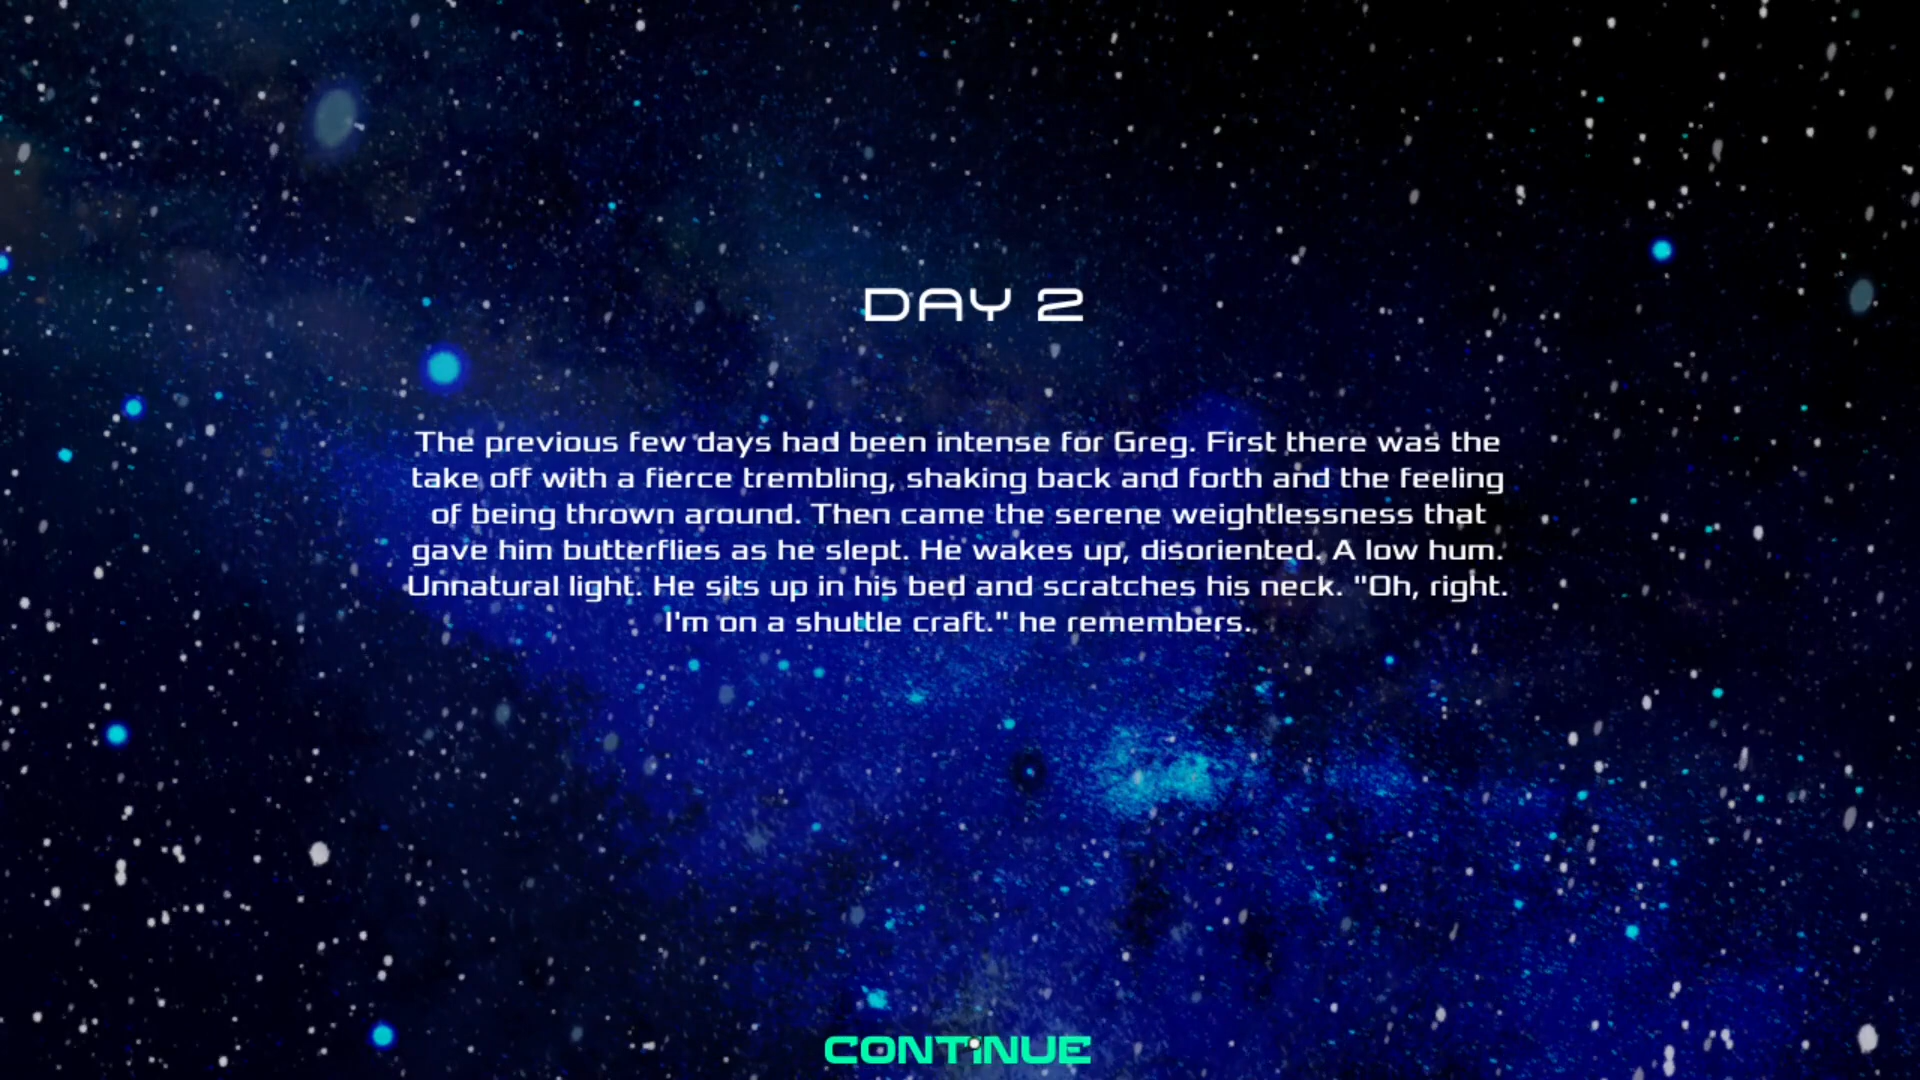 DAY 2
The previous few days had been intense for Greg. First there was the
take off with a fierce trembling, shaking back and forth and the feeling
of being thrown around. Then came the serene weightlessness that
gave him butterflies as he slept. He wakes up, disoriented. A low hum.
Unnatural light. He sits up in his bed and scratches his neck. "Oh, right.
I'm on a shuttle craft." he remembers.
CONTINUE